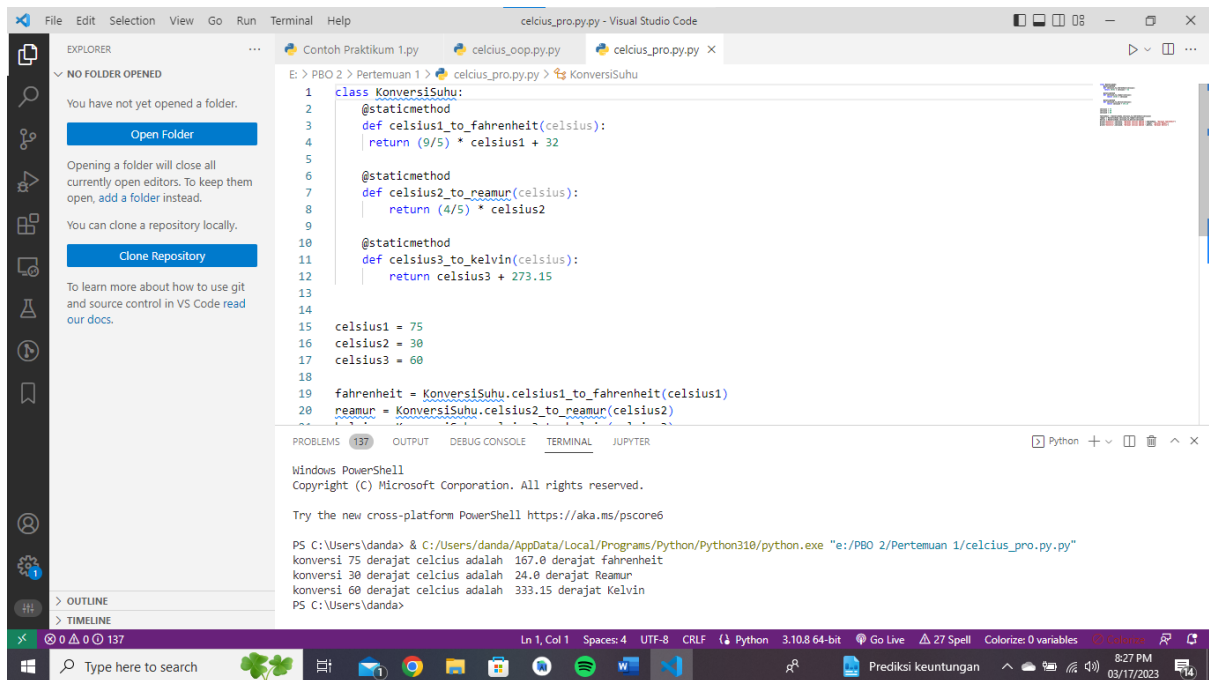 File Edit Selection View Go Run Terminal Help celcius_pro.py.py - Visual Studio Code
EXPLORER
NO FOLDER OPENED
You have not yet opened a folder.
Open Folder
Opening a folder will close all
currently open editors. To keep them
open, add a folder instead.
You can clone a repository locally.
Clone Repository
To learn more about how to use git
and source control in VS Code read
our docs.
OUTLINE
TIMELINE
Contoh Praktikum 1.py celcius_oop.py.py celcius_pro.py.py
E: > PBO 2 > Pertemuan 1 > celcius_pro.py.py > KonversiSuhu
1 class KonversiSuhu:
2 @staticmethod
3 def celsius1_to_fahrenheit(celsius):
4 return (9/5) * celsius1 + 32
5
6 @staticmethod
7 def celsius2_to_reamur(celsius):
8 return (4/5) * celsius2
9
10 @staticmethod
11 def celsius3_to_kelvin(celsius):
12 return celsius3 + 273.15
13
14
15 celsius1 = 75
16 celsius2 = 30
17 celsius3 = 60
18
19 fahrenheit = KonversiSuhu.celsius1_to_fahrenheit(celsius1)
20 reamur = KonversiSuhu.celsius2_to_reamur(celsius2)
PROBLEMS 137 OUTPUT DEBUG CONSOLE TERMINAL JUPYTER Python
Windows PowerShell
Copyright (C) Microsoft Corporation. All rights reserved.
Try the new cross-platform PowerShell https://aka.ms/pscore6
PS C:\Users\danda> & C:/Users/danda/AppData/Local/Programs/Python/Python310/python.exe "e:/PBO 2/Pertemuan 1/celcius_pro.py.py"
konversi 75 derajat celcius adalah  167.0 derajat fahrenheit
konversi 30 derajat celcius adalah  24.0 derajat Reamur
konversi 60 derajat celcius adalah  333.15 derajat Kelvin
PS C:\Users\danda>
1
0 0 137 Ln 1, Col 1 Spaces: 4 UTF-8 CRLF Python 3.10.8 64-bit Go Live 27 Spell Colorize: 0 variables Colorize
Type here to search 1 Prediksi keuntungan 8:27 PM
03/17/2023 14